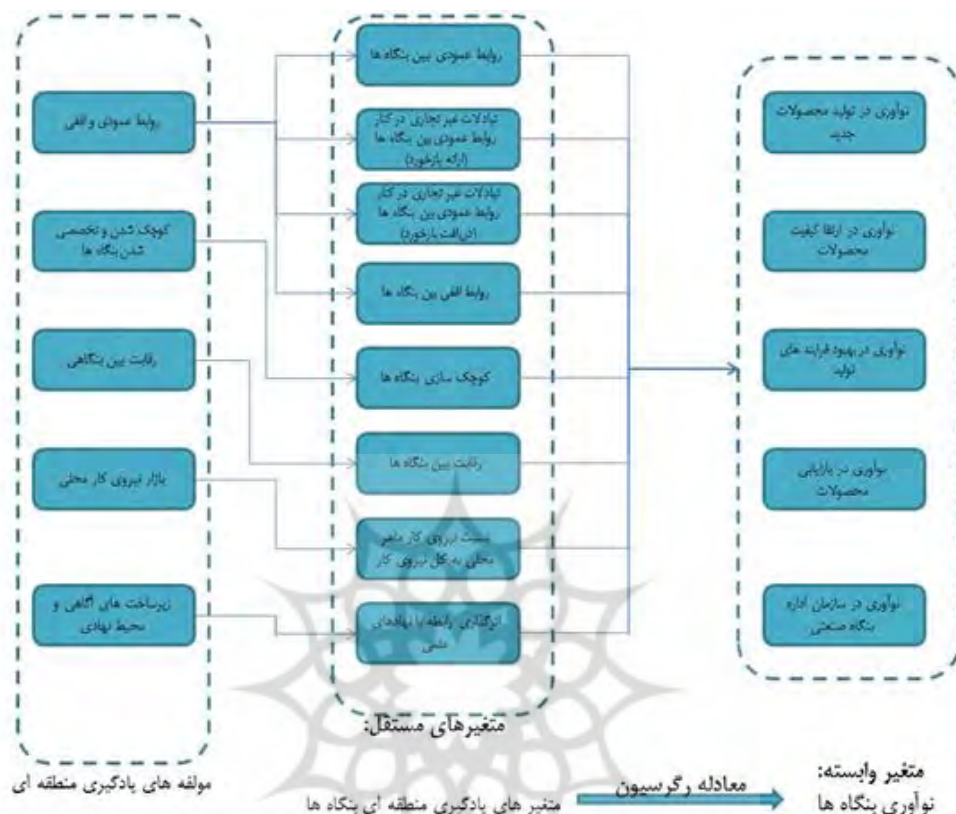 روابط عمودی و افقی
کوچک شدن و تخصصی
شدن بنگاه ها
رقابت بین بنگاهی
بازار نیروی کار محلی
زیرساخت های آگاهی و
محیط نهادی
مولفه های یادگیری منطقه ای
روابط عمودی بین بنگاه ها
تبادلات غیر تجاری در کنار
روابط عمودی بین بنگاه ها
(ارائه بازخورد)
تبادلات غیر تجاری در کنار
روابط عمودی بین بنگاه ها
(دریافت بازخورد)
روابط افقی بین بنگاه ها
کوچک سازی بنگاه ها
رقابت بین بنگاه ها
نسبت نیروی کار ماهر
محلی به کل نیروی کار
اثرگذاری رابطه با نهادهای
علمی
متغیرهای مستقل:
متغیر های یادگیری منطقه ای بنگاه ها
معادله رگرسیون
نوآوری در تولید محصولات
جدید
نوآوری در ارتقا کیفیت
محصولات
نوآوری در بهبود فرایند های
تولید
نوآوری در بازاریابی
محصولات
نوآوری در سازمان اداره
بنگاه صنعتی
متغیر وابسته:
نوآوری بنگاه ها